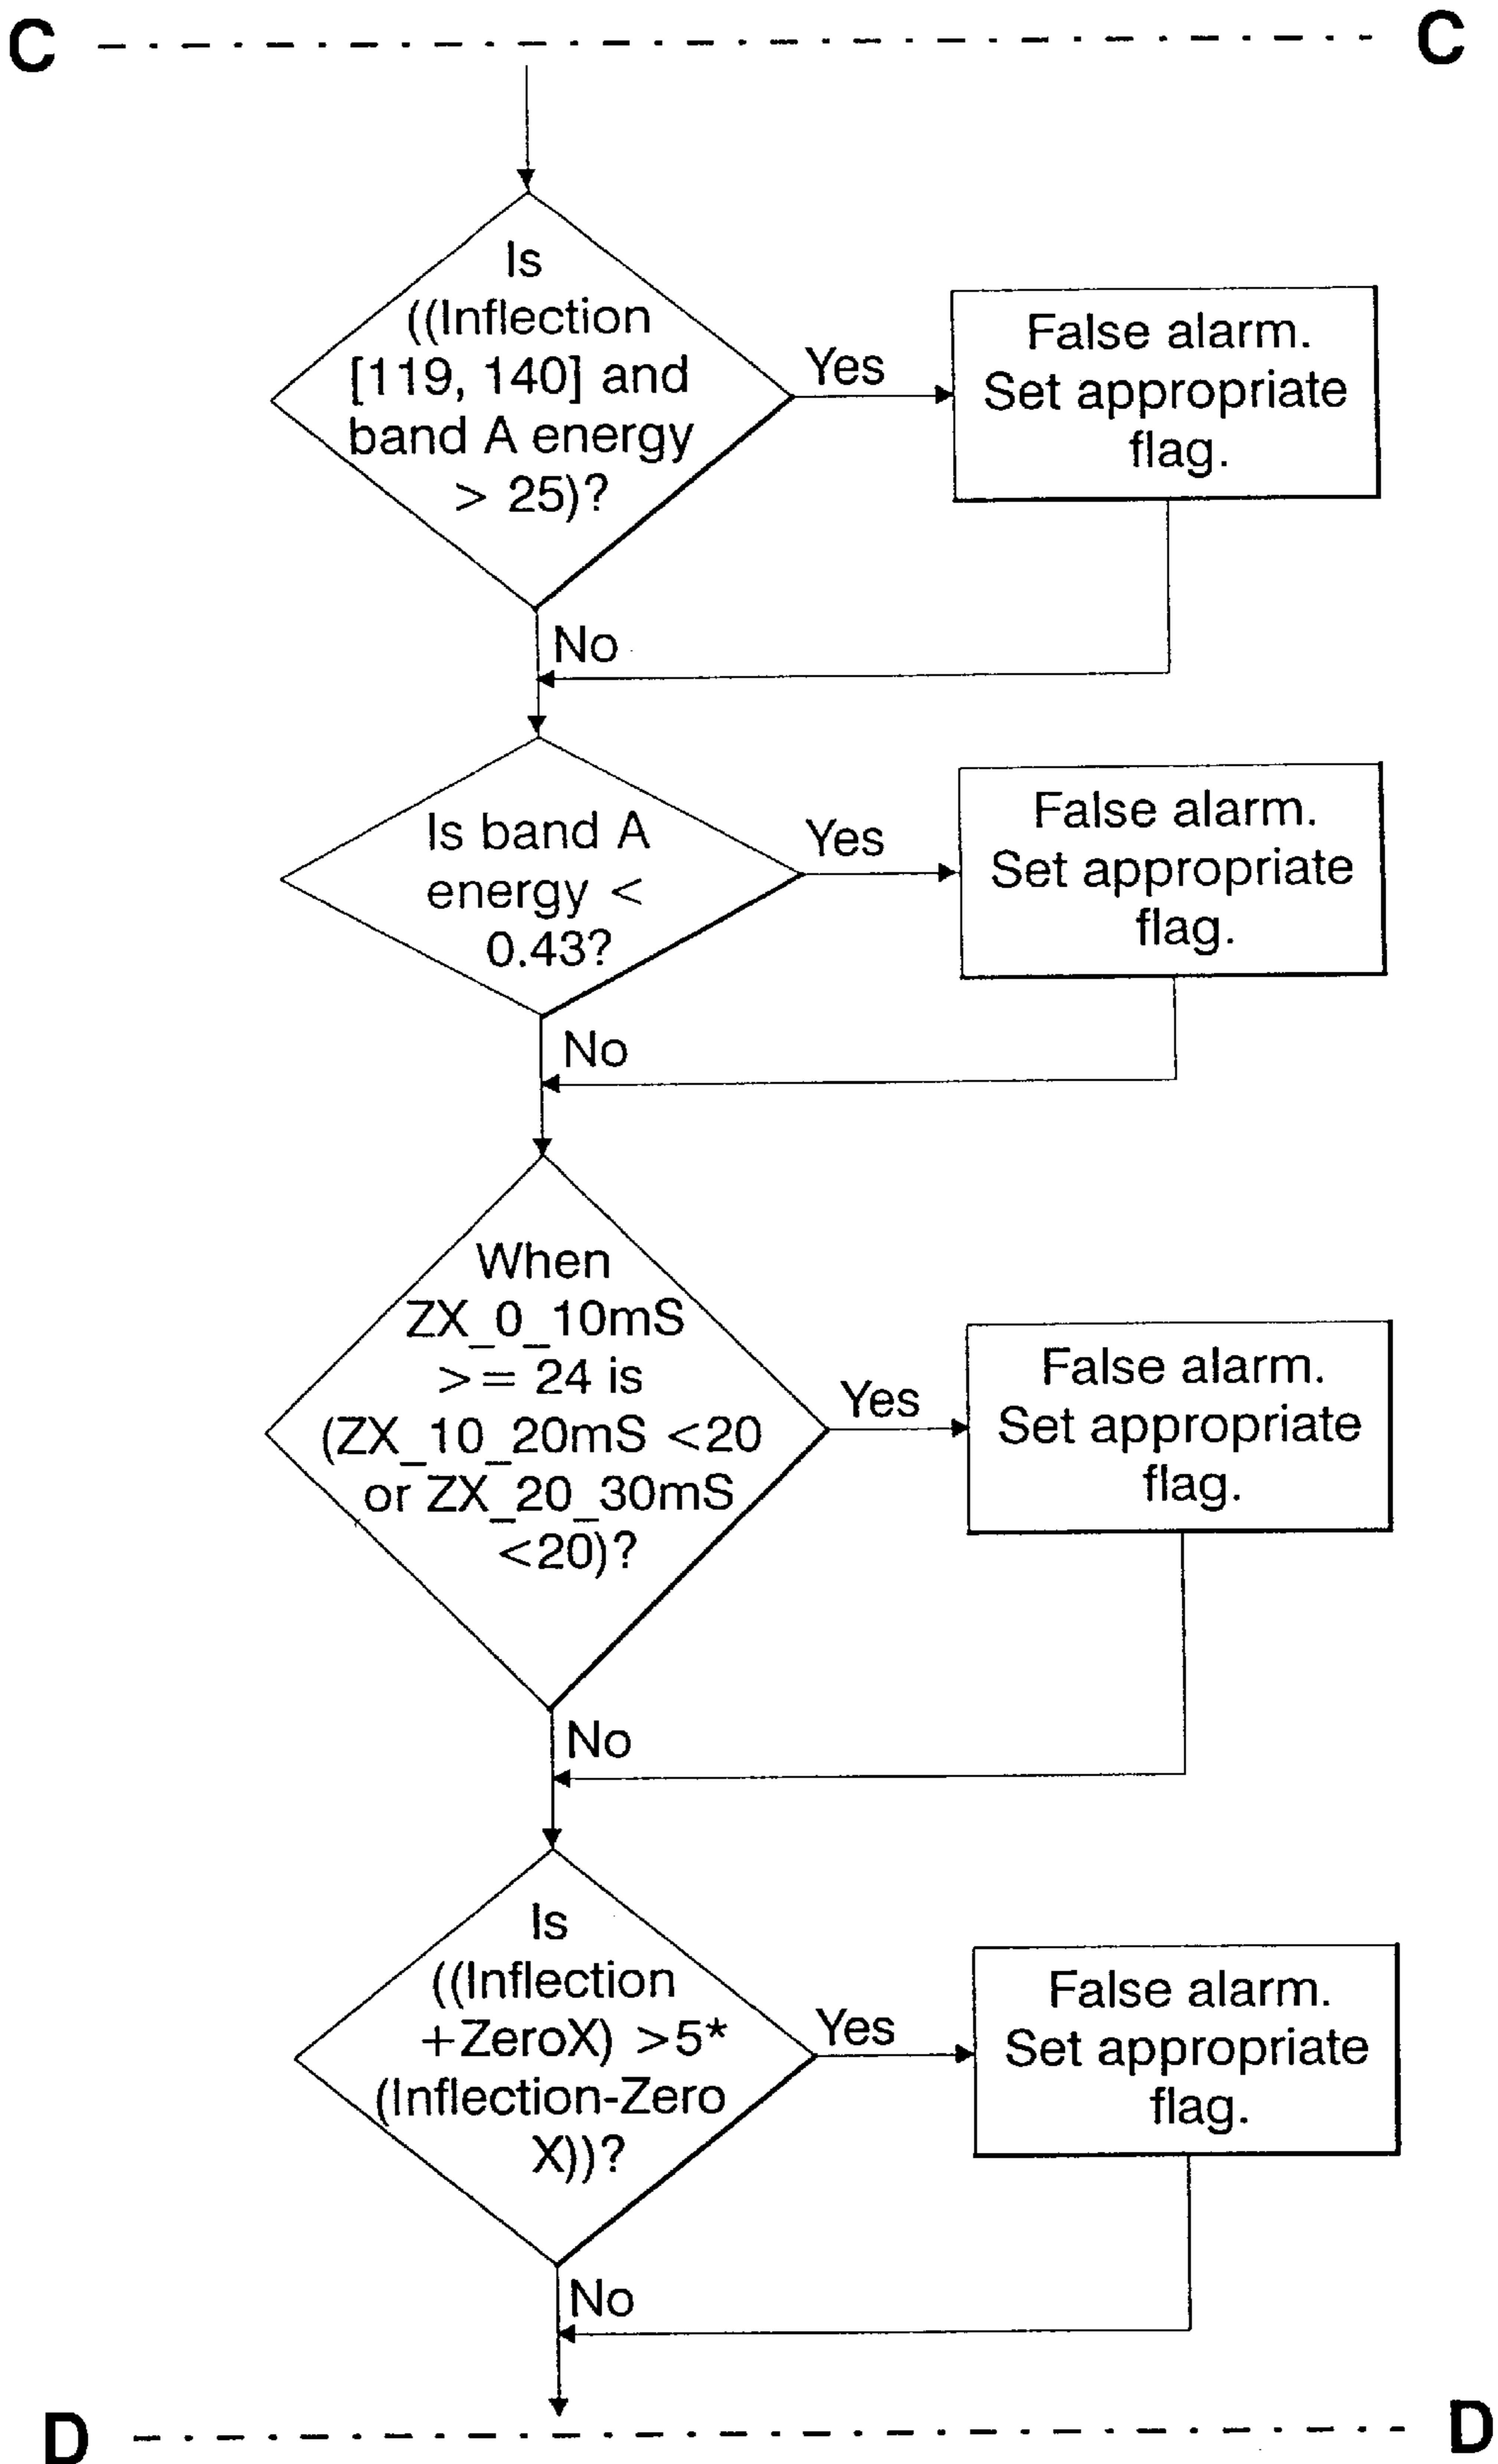 C C
Is
((Inflection
[119, 140] and
band A energy
> 25)?
Yes
False alarm.
Set appropriate
flag.
No
Is band A
energy <
0.43?
Yes
False alarm.
Set appropriate
flag.
No
When
ZX_0_10mS
>= 24 is
(ZX_10_20mS <20
or ZX_20_30mS
<20)?
Yes
False alarm.
Set appropriate
flag.
No
Is
((Inflection
+ZeroX) >5*
(Inflection-Zero
X))?
Yes
False alarm.
Set appropriate
flag.
No
D D